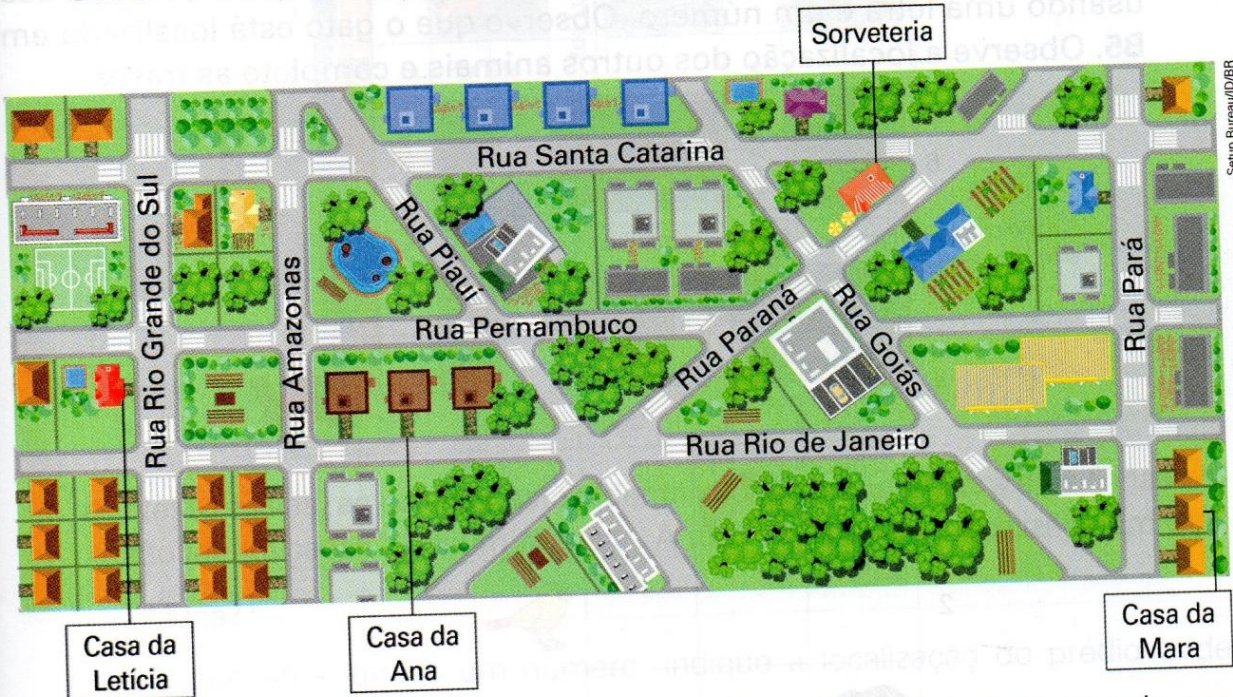 usando uma letra e um número. Observe que o gato está localizado em
B5. Observe a localização dos outros animais e complete as frases
Sorveteria
Setup Bureau/ID/BR
Rua Santa Catarina
Rua Rio Grande do Sul
Rua Amazonas
Rua Piauí
Rua Pernambuco
Rua Paraná
Rua Goiás
Rua Pará
Rua Rio de Janeiro
Casa da
Letícia
Casa da
Ana
Casa da
Mara